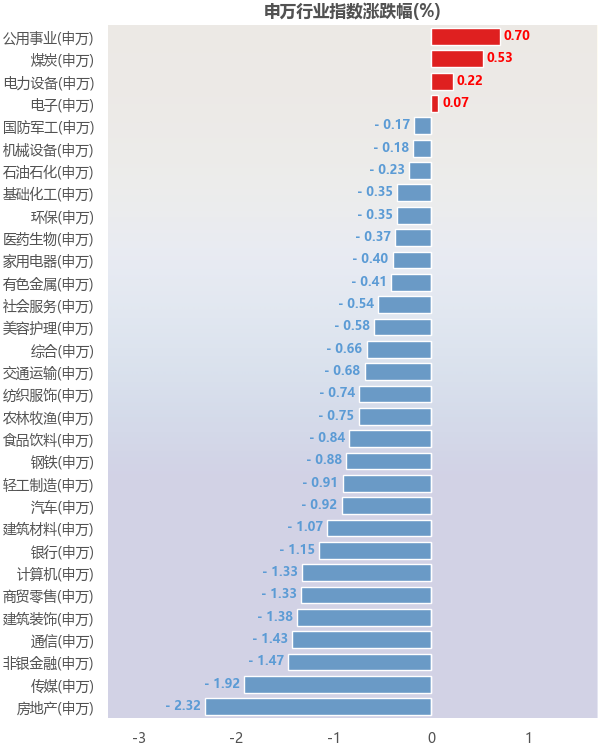 申万行业指数涨跌幅(%)
公用事业(申万) 0.70
煤炭(申万) 0.53
电力设备(申万) 0.22
电子(申万) 0.07
国防军工(申万) - 0.17
机械设备(申万) - 0.18
石油石化(申万) - 0.23
基础化工(申万) - 0.35
环保(申万) - 0.35
医药生物(申万) - 0.37
家用电器(申万) - 0.40
有色金属(申万) - 0.41
社会服务(申万) - 0.54
美容护理(申万) - 0.58
综合(申万) - 0.66
交通运输(申万) - 0.68
纺织服饰(申万) - 0.74
农林牧渔(申万) - 0.75
食品饮料(申万) - 0.84
钢铁(申万) - 0.88
轻工制造(申万) - 0.91
汽车(申万) - 0.92
建筑材料(申万) - 1.07
银行(申万) - 1.15
计算机(申万) - 1.33
商贸零售(申万) - 1.33
建筑装饰(申万) - 1.38
通信(申万) - 1.43
非银金融(申万) - 1.47
传媒(申万) - 1.92
房地产(申万) - 2.32
-3 -2 -1 0 1